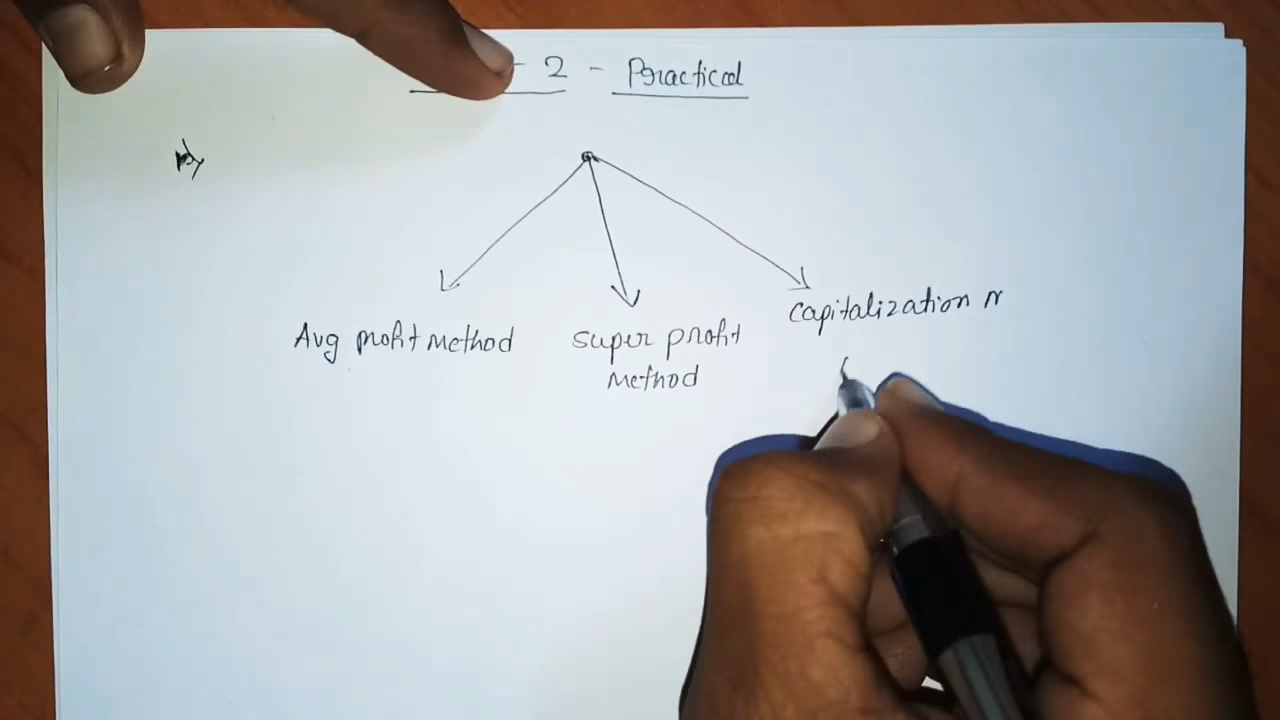 - 2 - Practical
Avg profit Method
super profit
Method
capitalization